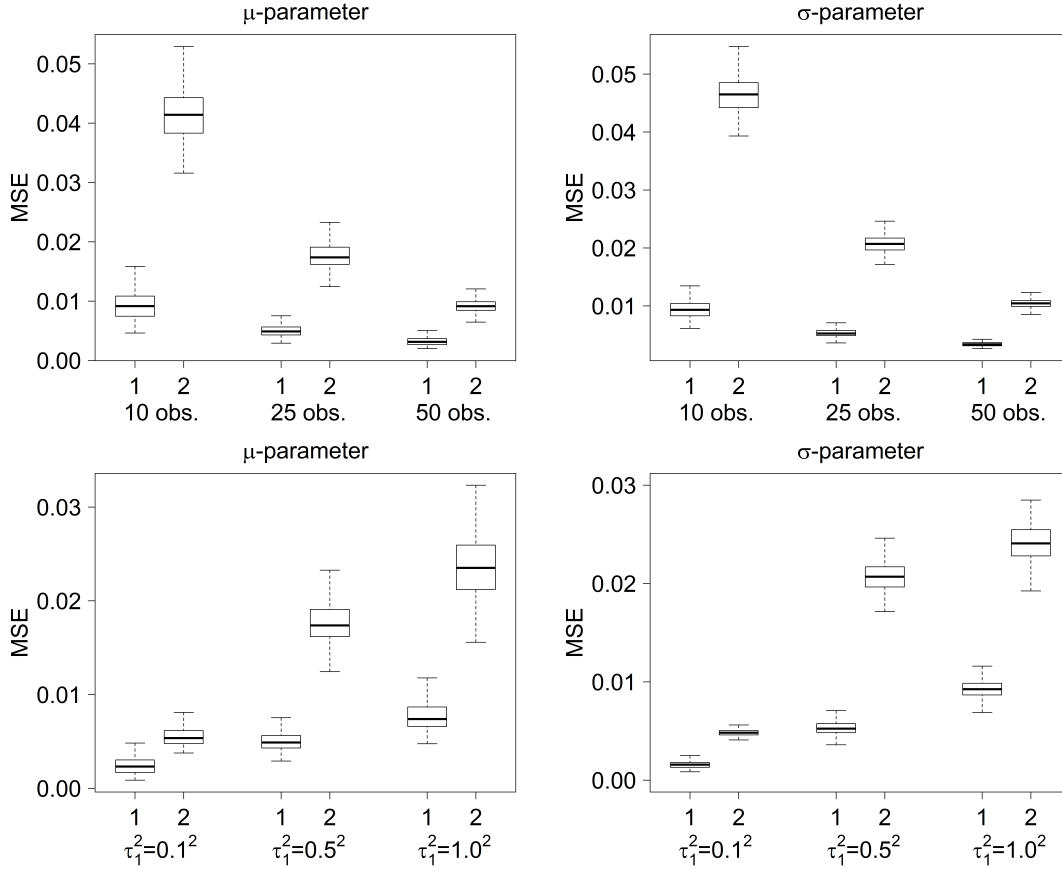 μ-parameter
MSE
0.05
0.04
0.03
0.02
0.01
0.00
1 2 1 2 1 2
10 obs. 25 obs. 50 obs.
σ-parameter
MSE
0.05
0.04
0.03
0.02
0.01
1 2 1 2 1 2
10 obs. 25 obs. 50 obs.
μ-parameter
MSE
0.03
0.02
0.01
0.00
1 2 1 2 1 2
τ₁²=0.1² τ₁²=0.5² τ₁²=1.0²
σ-parameter
MSE
0.03
0.02
0.01
0.00
1 2 1 2 1 2
τ₁²=0.1² τ₁²=0.5² τ₁²=1.0²